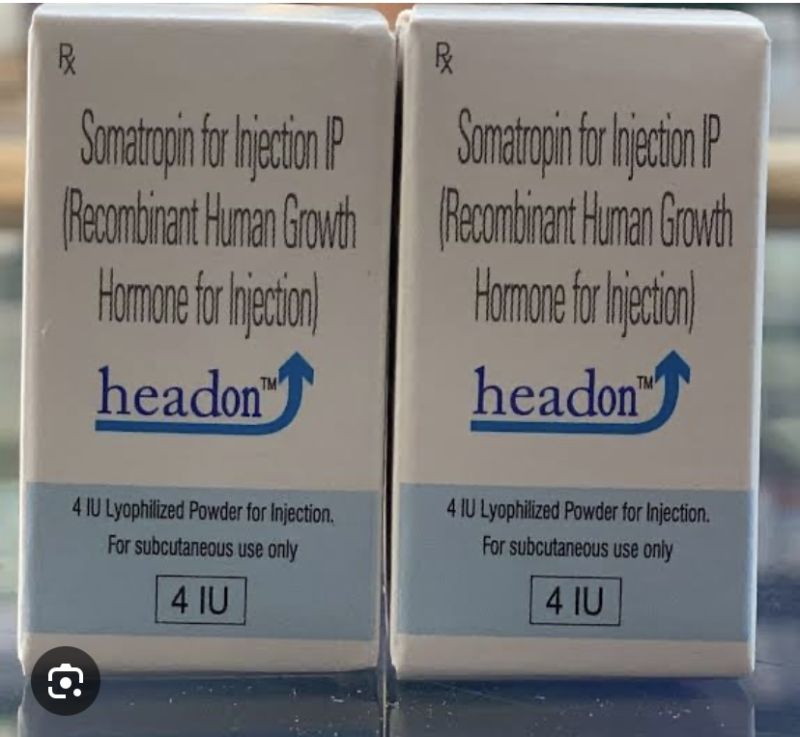 Rx
Somatropin for Injection IP
(Recombinant Human Growth
Hormone for Injection)
headon™
4 IU Lyophilized Powder for Injection.
For subcutaneous use only
4 IU
Rx
Somatropin for Injection IP
(Recombinant Human Growth
Hormone for Injection)
headon™
4 IU Lyophilized Powder for Injection.
For subcutaneous use only
4 IU